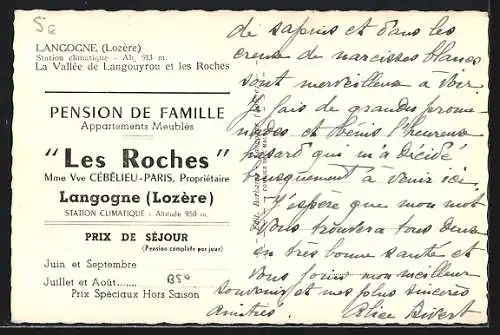 5€
LANGOGNE (Lozère)
Station climatique - Alt. 913 m.
La Vallée de Langouyrou et les Roches
PENSION DE FAMILLE
Appartements Meublés
"Les Roches"
Mme Vve CÉBÉLIEU-PARIS, Propriétaire
Langogne (Lozère)
STATION CLIMATIQUE - Altitude 950 m.
PRIX DE SÉJOUR
(Pension complète par jour)
Juin et Septembre
Juillet et Août...... 850
Prix Spéciaux Hors Saison
de sapins et dans les
creux de narcisses blancs
sont merveilleux à voir
Je fais de grandes prome-
nades et bénis l'heureux
hasard qui m'a décidé
brusquement à venir ici.
J'espère que mon mot
vous trouvera tous deux
en très bonne santé et
vous join mon meilleur
souvenir et mes plus sincères
amitiés. Alice